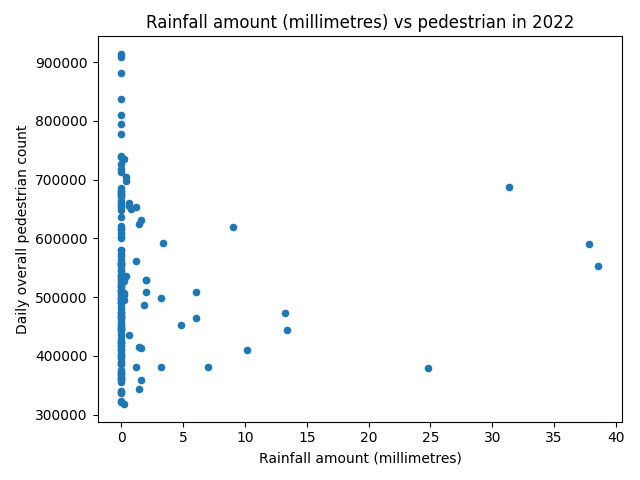 Rainfall amount (millimetres) vs pedestrian in 2022
900000
800000
700000
600000
500000
400000
300000
Daily overall pedestrian count
0 5 10 15 20 25 30 35 40
Rainfall amount (millimetres)